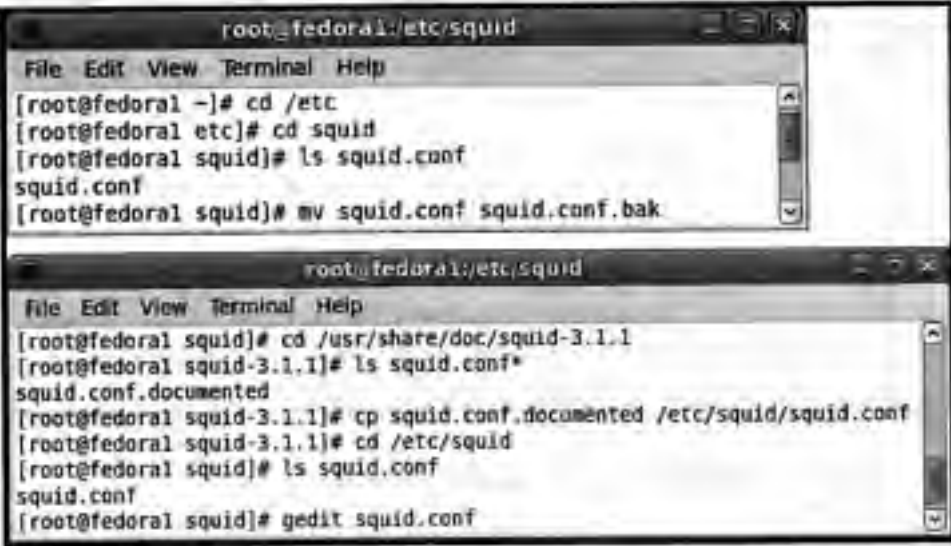 root@fedora1:/etc/squid
File Edit View Terminal Help
[root@fedora1 ~]# cd /etc
[root@fedora1 etc]# cd squid
[root@fedora1 squid]# ls squid.conf
squid.conf
[root@fedora1 squid]# mv squid.conf squid.conf.bak
root@fedora1:/etc/squid
File Edit View Terminal Help
[root@fedora1 squid]# cd /usr/share/doc/squid-3.1.1
[root@fedora1 squid-3.1.1]# ls squid.conf*
squid.conf.documented
[root@fedora1 squid-3.1.1]# cp squid.conf.documented /etc/squid/squid.conf
[root@fedora1 squid-3.1.1]# cd /etc/squid
[root@fedora1 squid]# ls squid.conf
squid.conf
[root@fedora1 squid]# gedit squid.conf